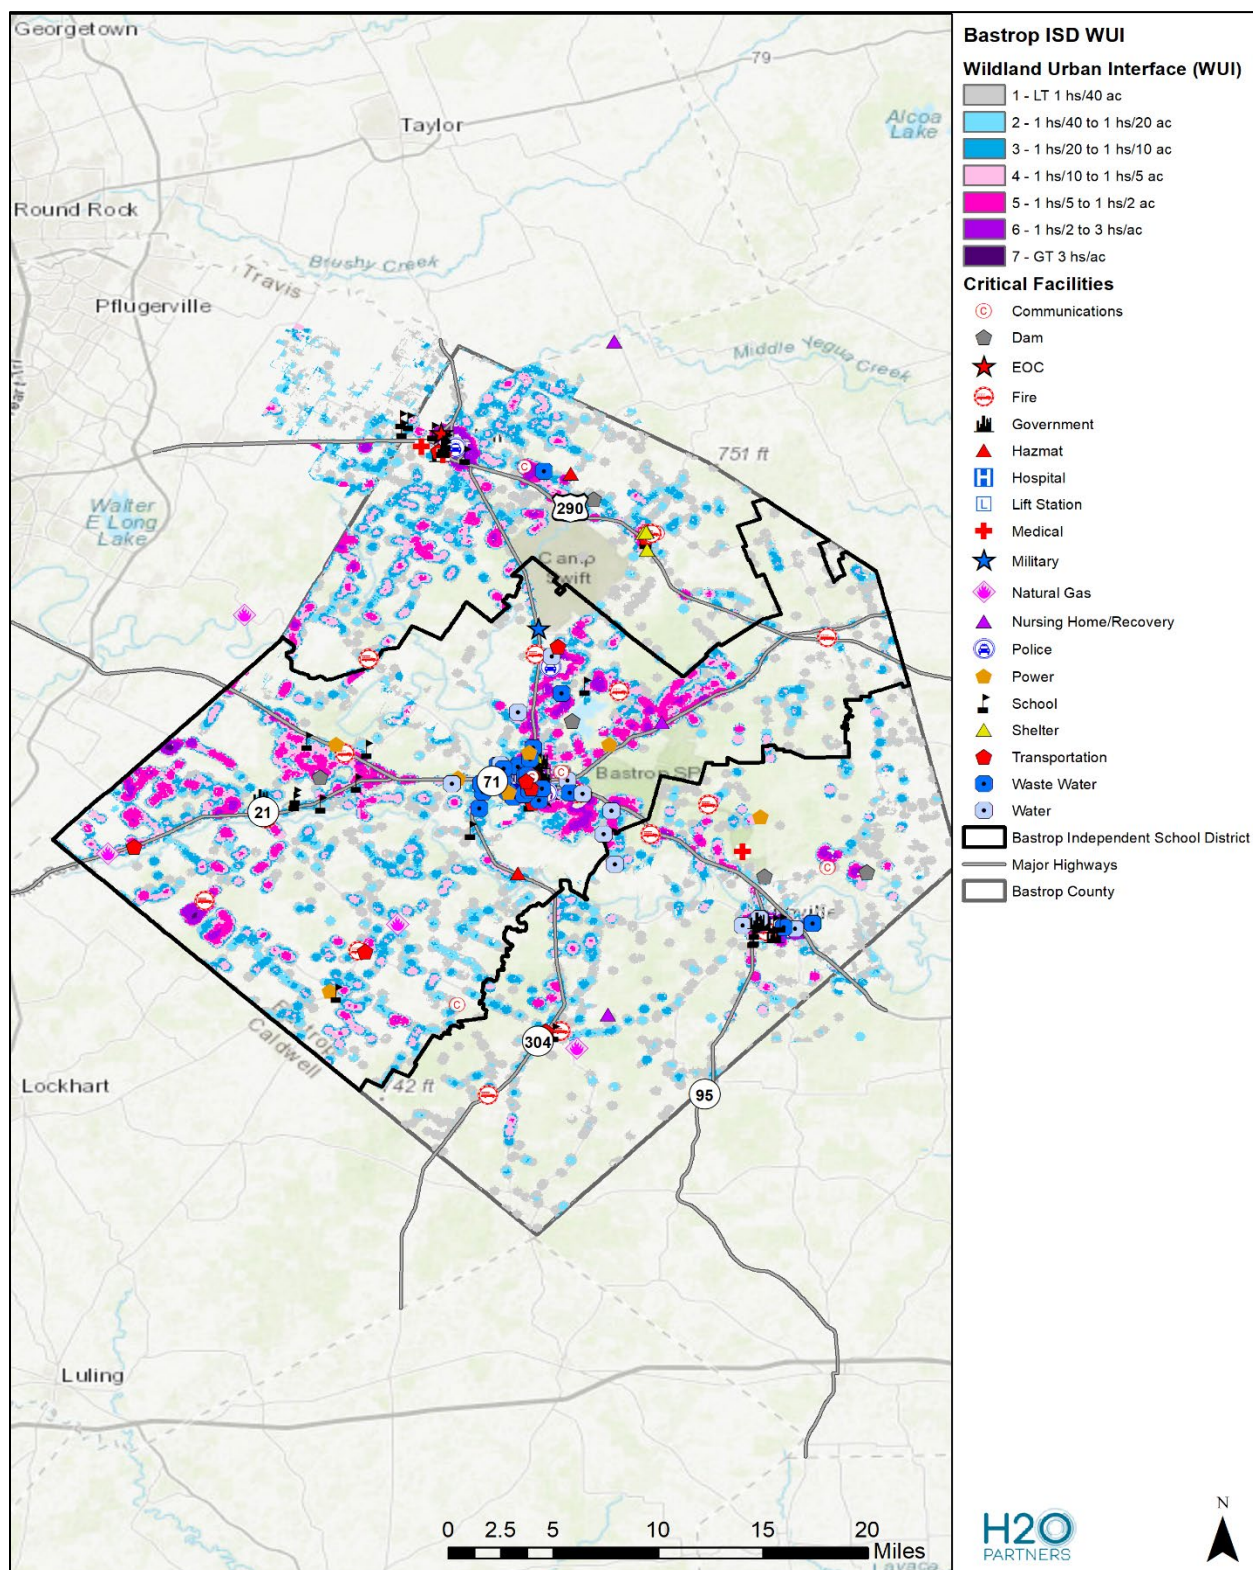 Georgetown
79
Taylor
Alcoa
Lake
Round Rock
Brushy Creek
Travis
Pflugerville
Middle Yegua Creek
751 ft
Walter
E Long
Lake
290
Camp
Swift
71
Bastrop SP
21
304
Caldwell
42 ft
Lockhart
95
Luling
0 2.5 5 10 15 20
Miles
Lavaca
Bastrop ISD WUI
Wildland Urban Interface (WUI)
1 - LT 1 hs/40 ac
2 - 1 hs/40 to 1 hs/20 ac
3 - 1 hs/20 to 1 hs/10 ac
4 - 1 hs/10 to 1 hs/5 ac
5 - 1 hs/5 to 1 hs/2 ac
6 - 1 hs/2 to 3 hs/ac
7 - GT 3 hs/ac
Critical Facilities
C Communications
Dam
EOC
Fire
Government
Hazmat
H Hospital
L Lift Station
Medical
Military
Natural Gas
Nursing Home/Recovery
Police
Power
School
Shelter
Transportation
Waste Water
Water
Bastrop Independent School District
Major Highways
Bastrop County
H2O
PARTNERS
N